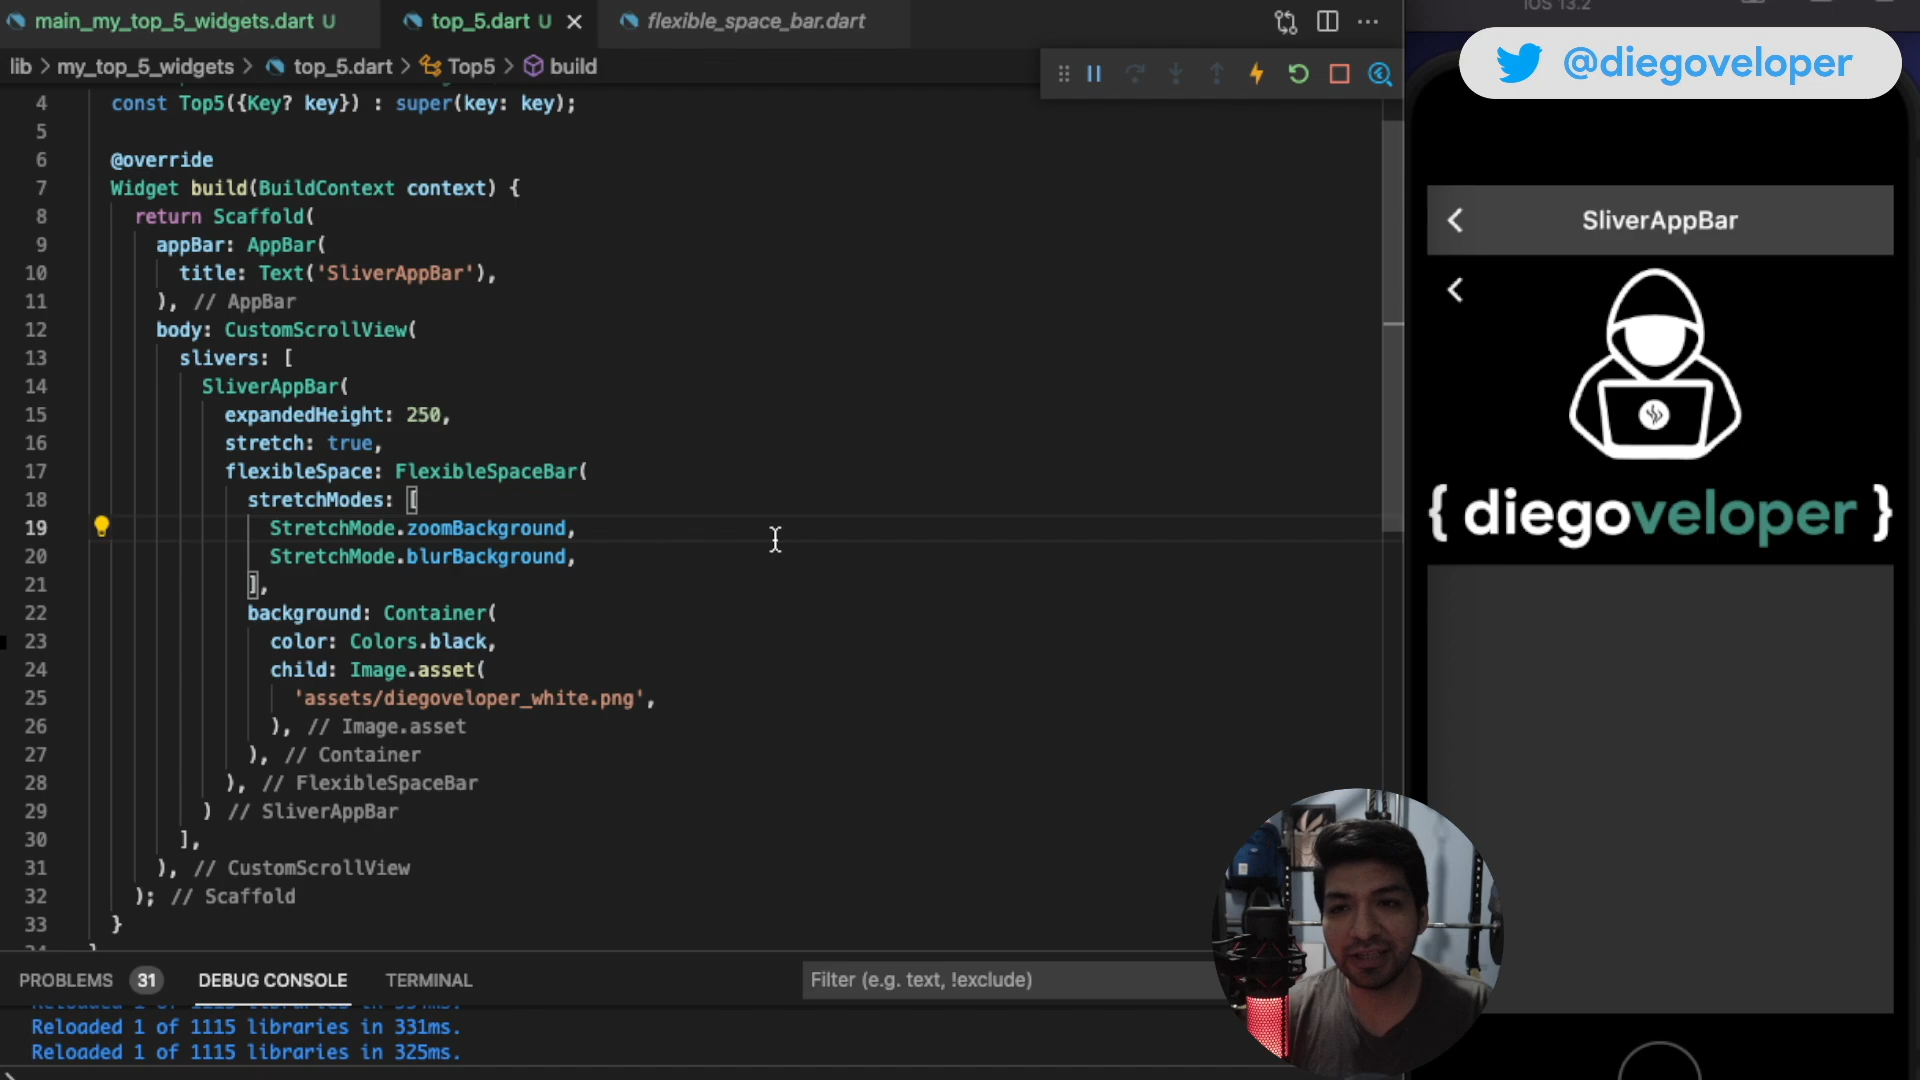 main_my_top_5_widgets.dart U
top_5.dart U
flexible_space_bar.dart
iOS 13.2
@diegoveloper
lib > my_top_5_widgets > top_5.dart > Top5 > build
4 const Top5({Key? key}) : super(key: key);
5
6 @override
7 Widget build(BuildContext context) {
8 return Scaffold(
9 appBar: AppBar(
10 title: Text('SliverAppBar'),
11 ), // AppBar
12 body: CustomScrollView(
13 slivers: [
14 SliverAppBar(
15 expandedHeight: 250,
16 stretch: true,
17 flexibleSpace: FlexibleSpaceBar(
18 stretchModes: [
19 StretchMode.zoomBackground,
20 StretchMode.blurBackground,
21 ],
22 background: Container(
23 color: Colors.black,
24 child: Image.asset(
25 'assets/diegoveloper_white.png',
26 ), // Image.asset
27 ), // Container
28 ), // FlexibleSpaceBar
29 ) // SliverAppBar
30 ],
31 ), // CustomScrollView
32 ); // Scaffold
33 }
SliverAppBar
{ diegoveloper }
PROBLEMS 31 DEBUG CONSOLE TERMINAL
Filter (e.g. text, !exclude)
Reloaded 1 of 1115 libraries in 331ms.
Reloaded 1 of 1115 libraries in 325ms.